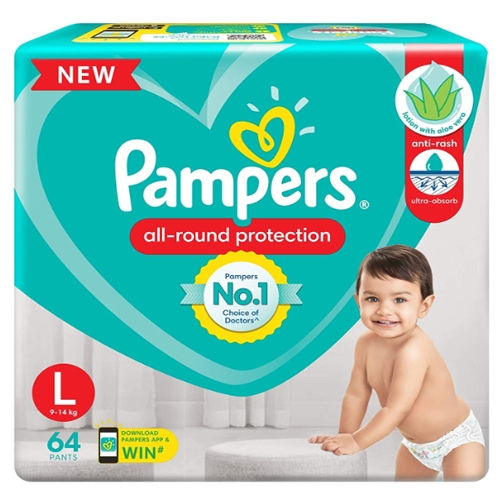 NEW
Pampers®
all-round protection
Pampers
No.1
Choice of
Doctors^
lotion with aloe vera
anti-rash
ultra-absorb
L
9-14 kg
64
PANTS
DOWNLOAD
PAMPERS APP &
WIN#